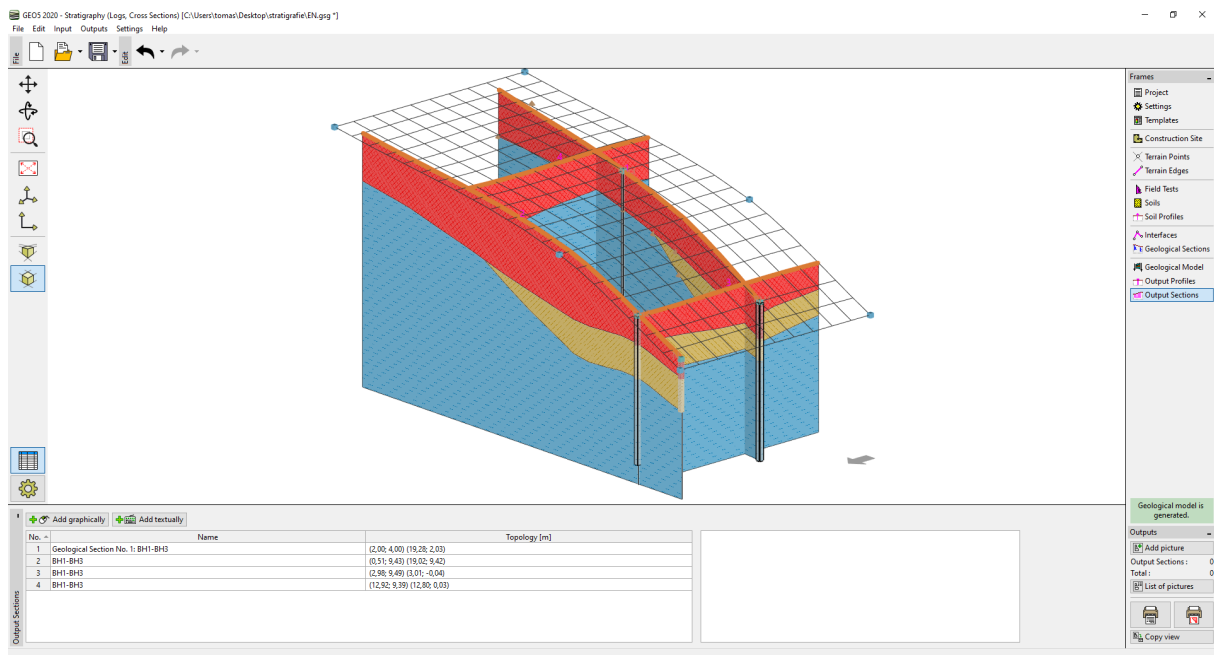 GEO5 2020 - Stratigraphy (Logs, Cross Sections) [C:\Users\tomas\Desktop\stratigrafie\EN.gsg *]
File Edit Input Outputs Settings Help
File
Edit
Frames
Project
Settings
Templates
Construction Site
Terrain Points
Terrain Edges
Field Tests
Soils
Soil Profiles
Interfaces
Geological Sections
Geological Model
Output Profiles
Output Sections
Geological model is
generated.
Add graphically Add textually
No. Name Topology [m]
1 Geological Section No. 1: BH1-BH3 (2,00; 4,00) (19,28; 2,03)
2 BH1-BH3 (0,51; 9,43) (19,02; 9,42)
3 BH1-BH3 (2,98; 9,49) (3,01; -0,04)
4 BH1-BH3 (12,92; 9,39) (12,80; 0,03)
Output Sections
Outputs
Add picture
Output Sections : 0
Total : 0
List of pictures
Copy view